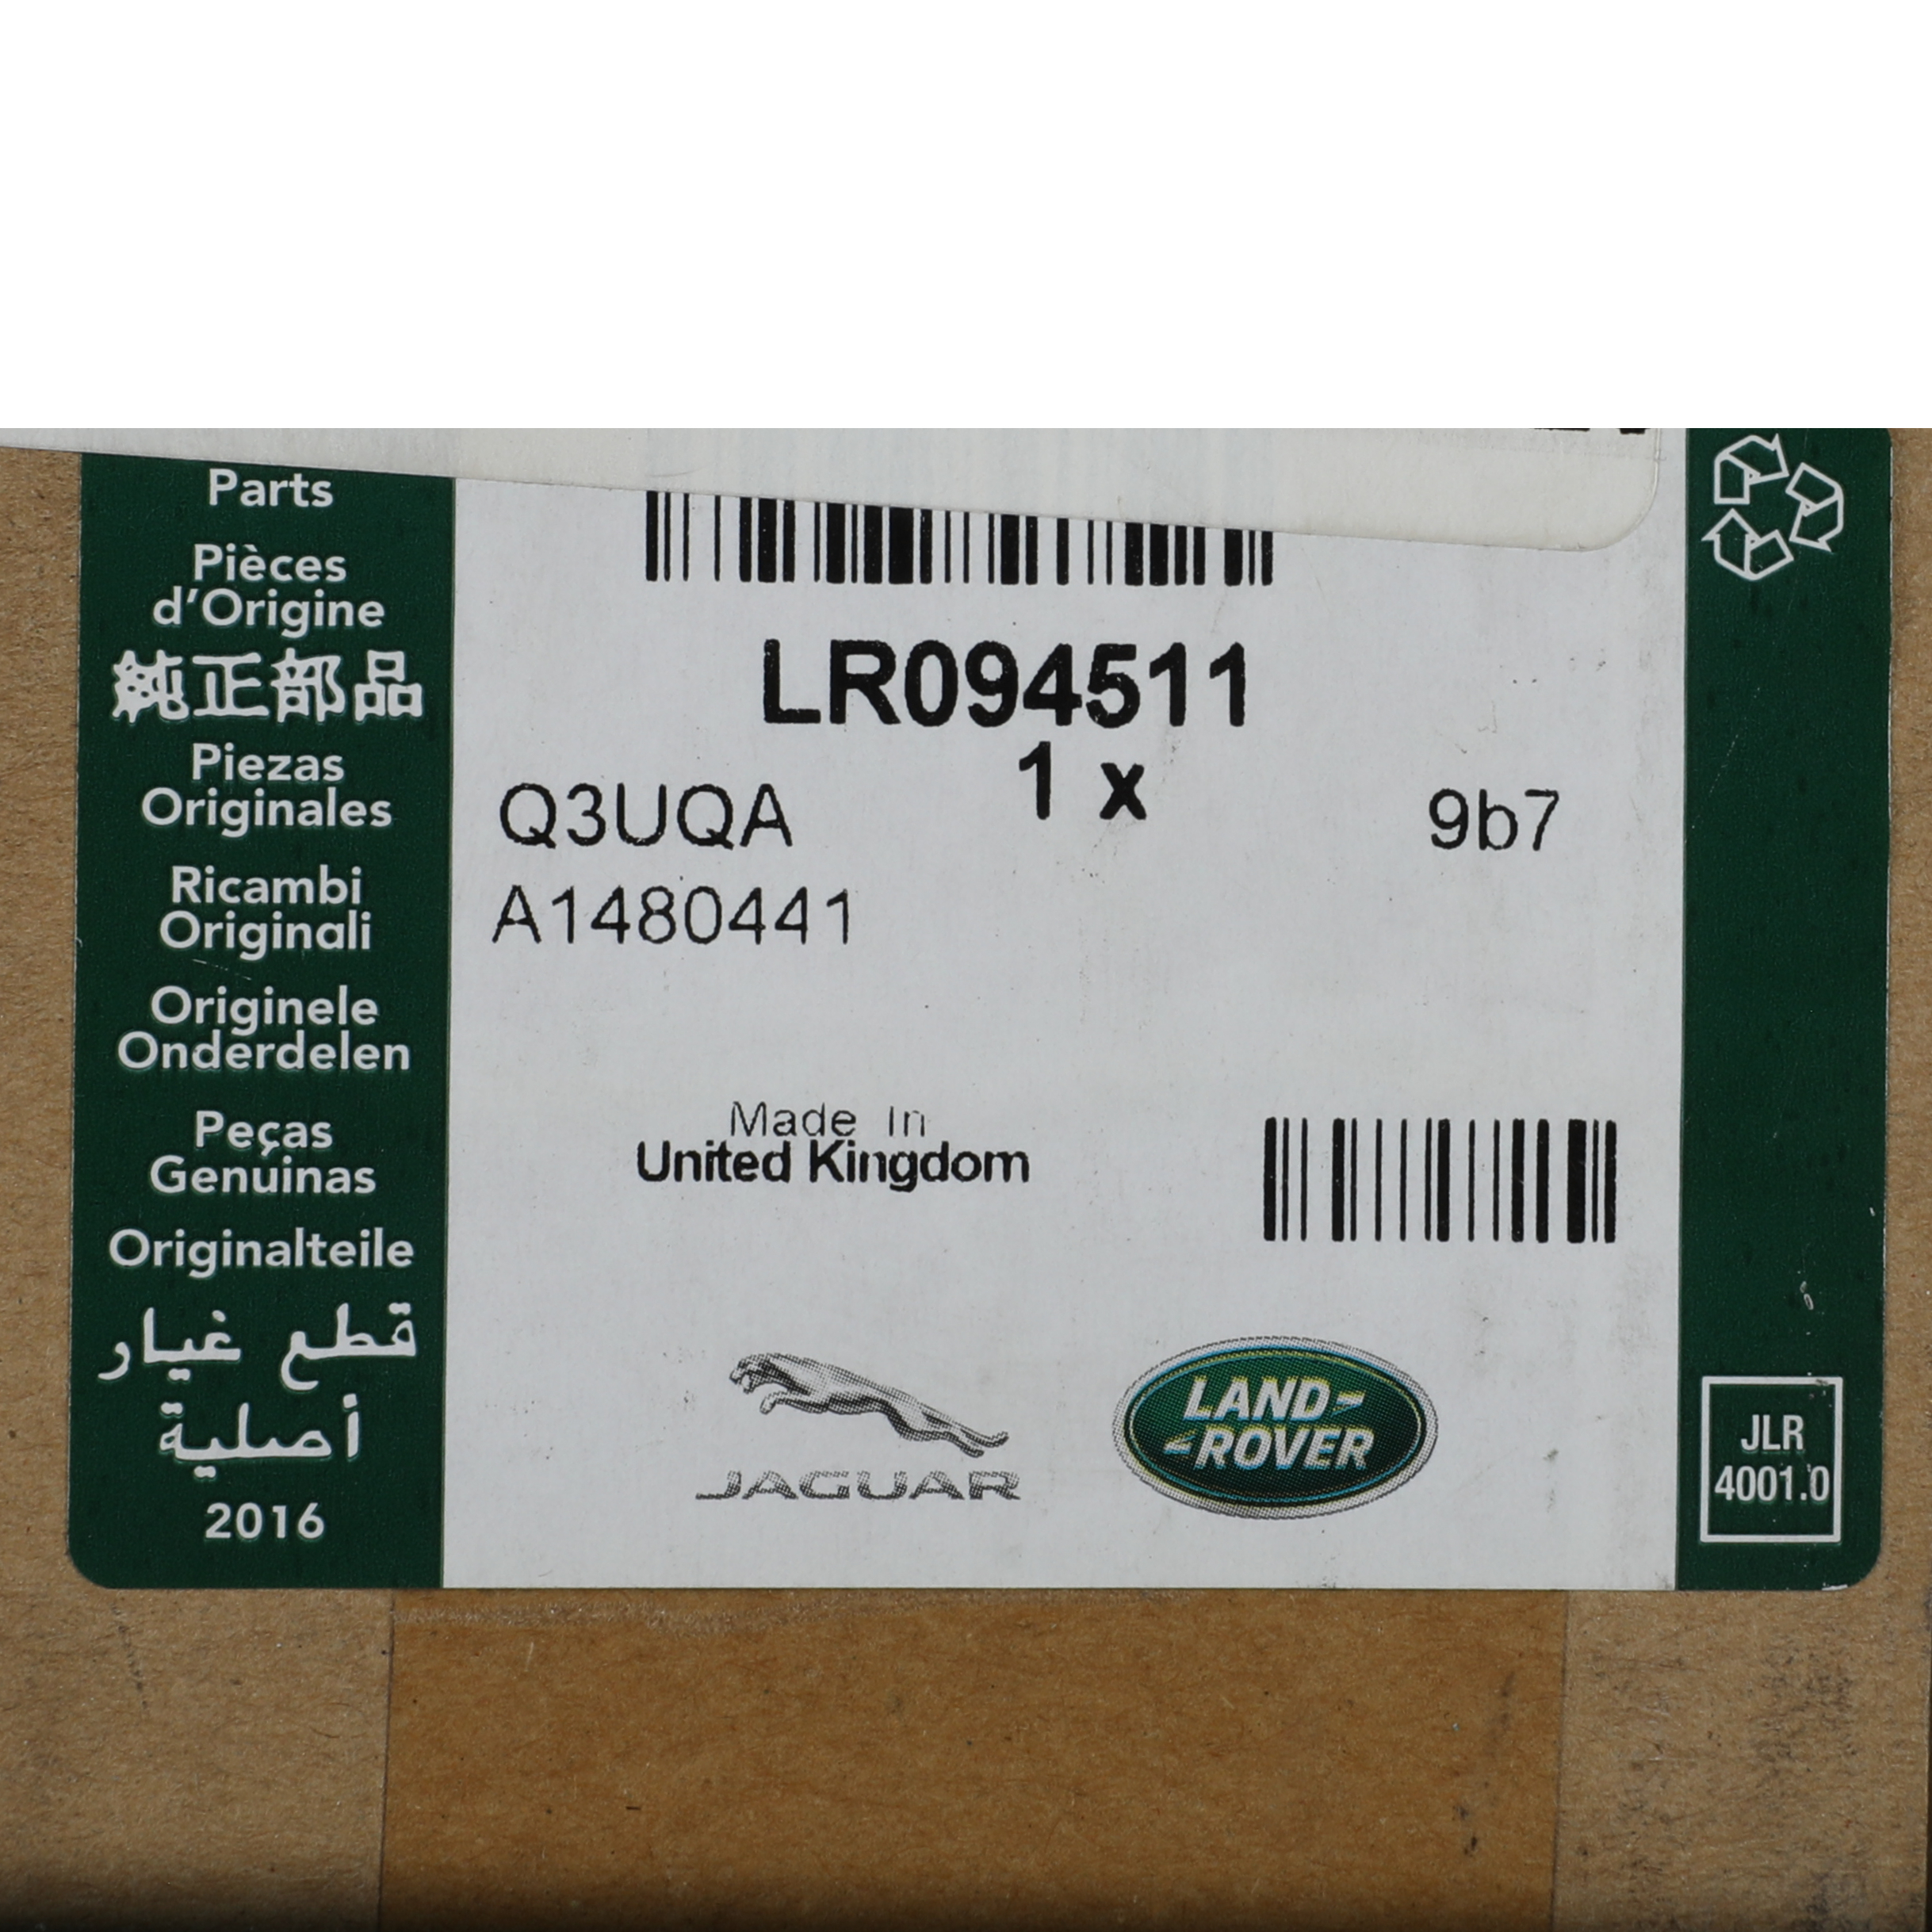 Parts
Pièces
d'Origine
純正部品
Piezas
Originales
Ricambi
Originali
Originele
Onderdelen
Peças
Genuínas
Originalteile
قطع غيار
أصلية
2016
LR094511
1 x
Q3UQA
9b7
A1480441
Made In
United Kingdom
JAGUAR
LAND-
-ROVER
JLR
4001.0